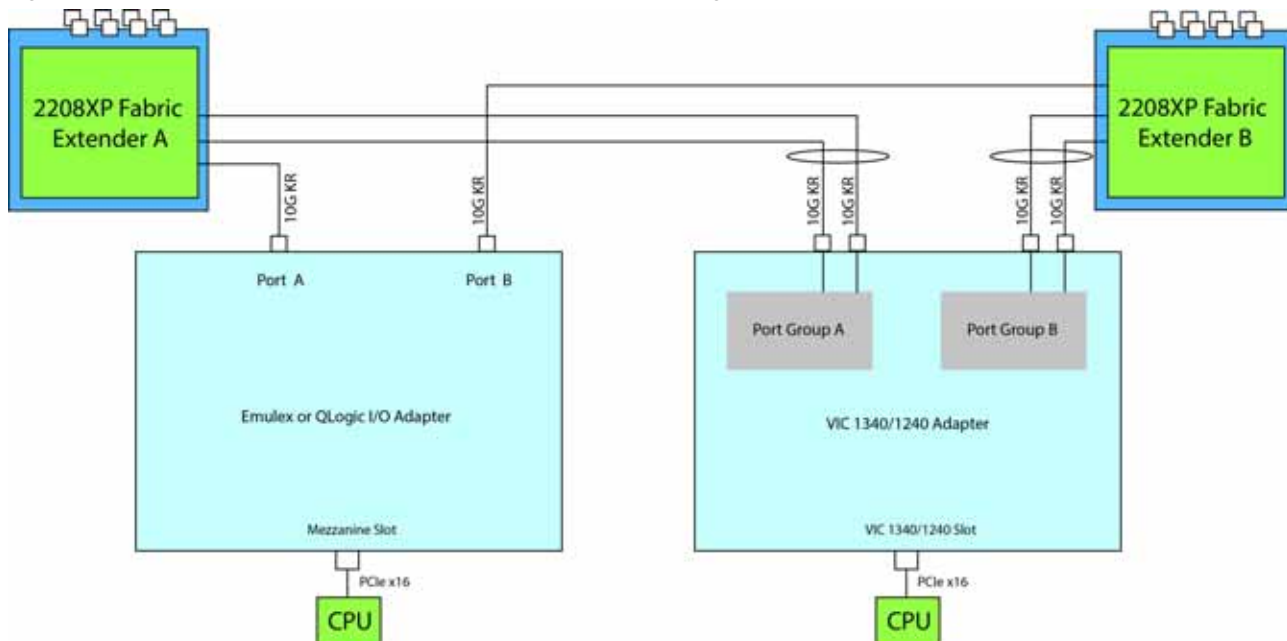 2208XP Fabric
Extender A
2208XP Fabric
Extender B
10G KR
10G KR
10G KR
10G KR
10G KR
10G KR
Port A
Port B
Port Group A
Port Group B
Emulex or QLogic I/O Adapter
VIC 1340/1240 Adapter
Mezzanine Slot
VIC 1340/1240 Slot
PCIe x16
PCIe x16
CPU
CPU